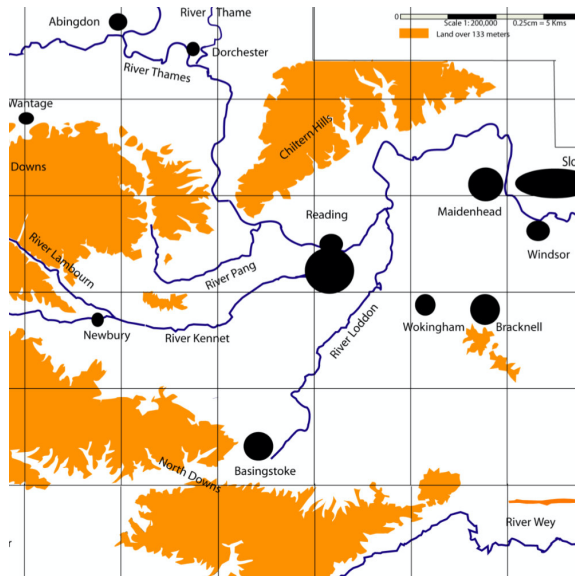 River Thame
Abingdon
0
Scale 1:200,000
0.25cm = 5 Kms
Land over 133 meters
Dorchester
River Thames
Wantage
Chiltern Hills
Downs
Slo
Maidenhead
Reading
Windsor
River Lambourn
River Pang
Newbury
River Kennet
River Loddon
Wokingham
Bracknell
North Downs
Basingstoke
River Wey
r